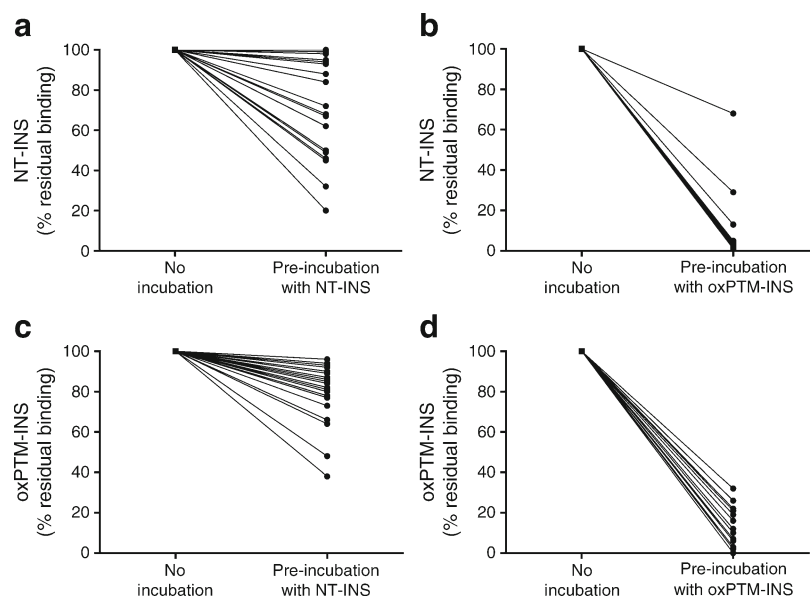 a
NT-INS
(% residual binding)
100
80
60
40
20
0
No
incubation
Pre-incubation
with NT-INS
b
NT-INS
(% residual binding)
100
80
60
40
20
0
No
incubation
Pre-incubation
with oxPTM-INS
c
oxPTM-INS
(% residual binding)
100
80
60
40
20
0
No
incubation
Pre-incubation
with NT-INS
d
oxPTM-INS
(% residual binding)
100
80
60
40
20
0
No
incubation
Pre-incubation
with oxPTM-INS